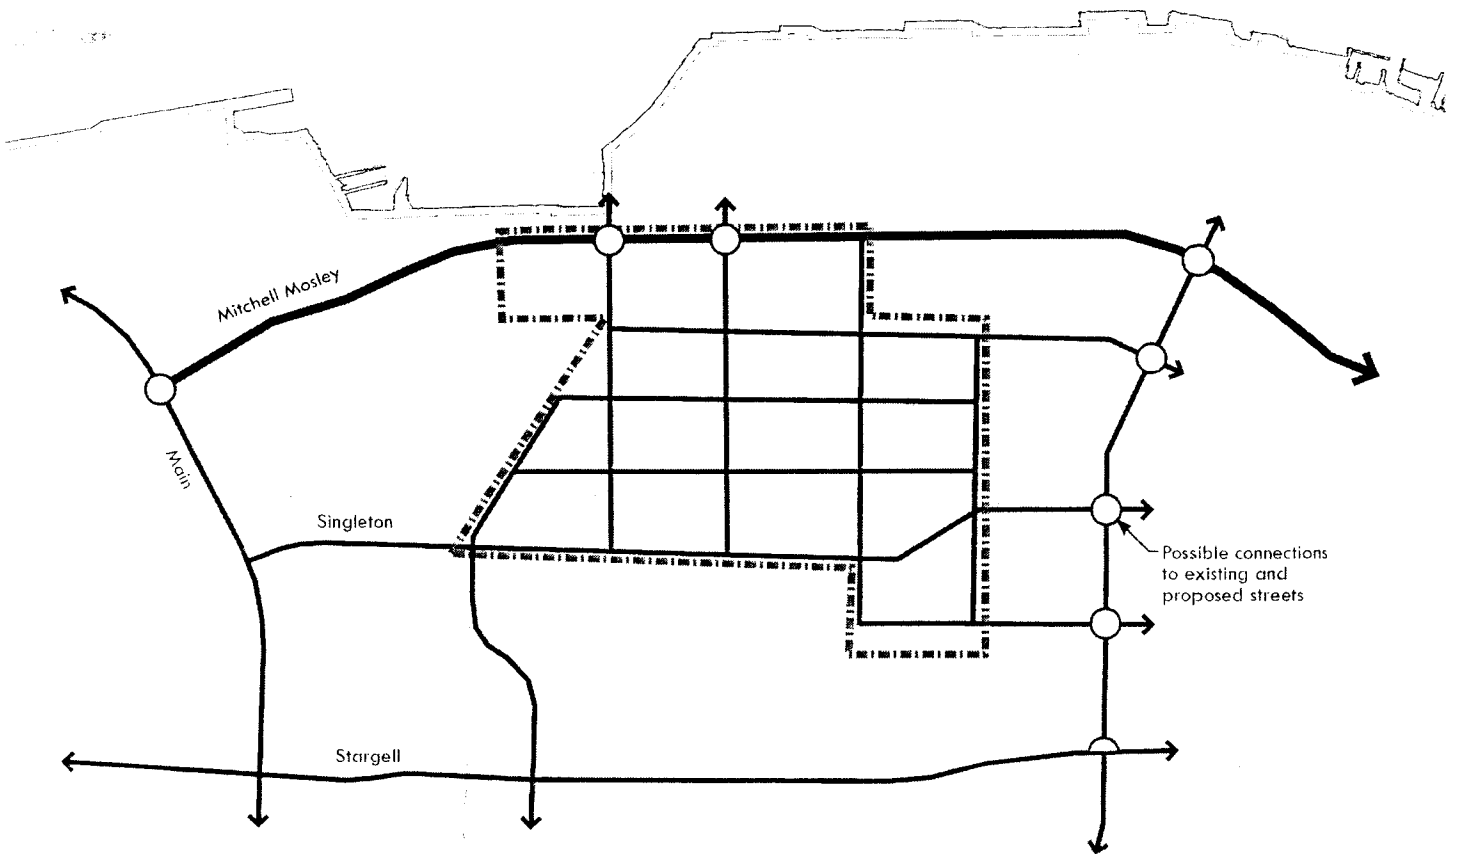 Mitchell Mosley
Main
Singleton
Possible connections
to existing and
proposed streets
Stargell